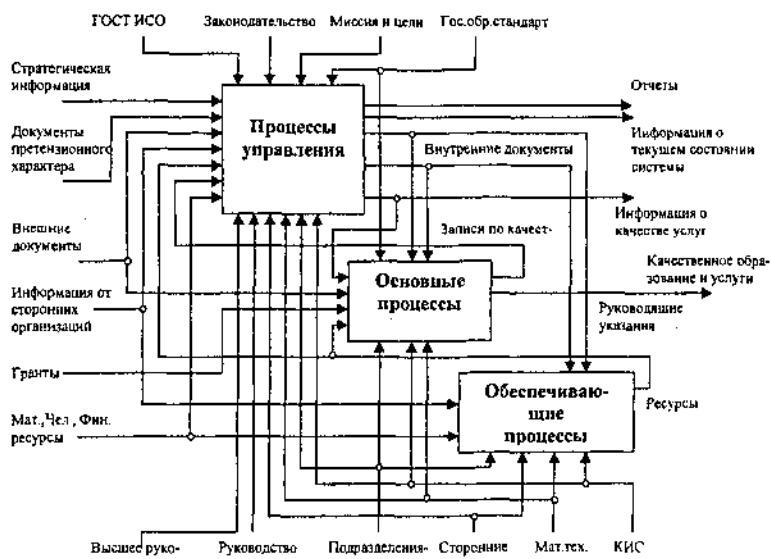 ГОСТ ИСО
Законодательство
Миссия и цели
Гос.обр.стандарт
Стратегическая
информация
Документы
претензионного
характера
Внешние
документы
Информация от
сторонних
организаций
Гранты
Мат.,Чел., Фин.
ресурсы
Процессы
управления
Внутренние документы
Записи по качест-
Основные
процессы
Обеспечиваю-
щие
процессы
Отчеты
Информация о
текущем состоянии
системы
Информация о
качестве услуг
Качественное обра-
зование и услуги
Руководящие
указания
Ресурсы
Высшее руко-
Руководство
Подразделения-
Сторонние
Мат.тех.
КИС